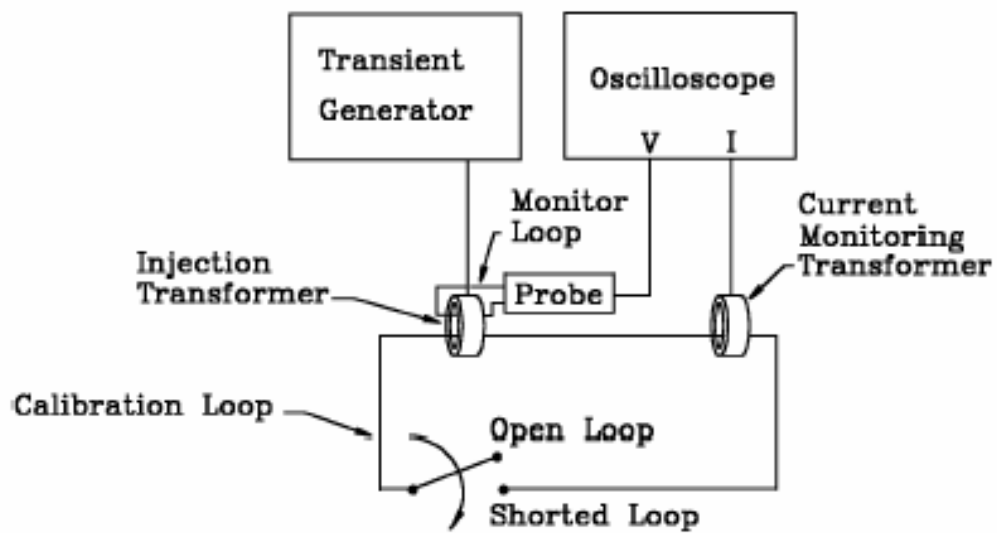 Transient
Generator
Oscilloscope
V I
Monitor
Loop
Current
Monitoring
Transformer
Injection
Transformer
Probe
Calibration Loop
Open Loop
Shorted Loop